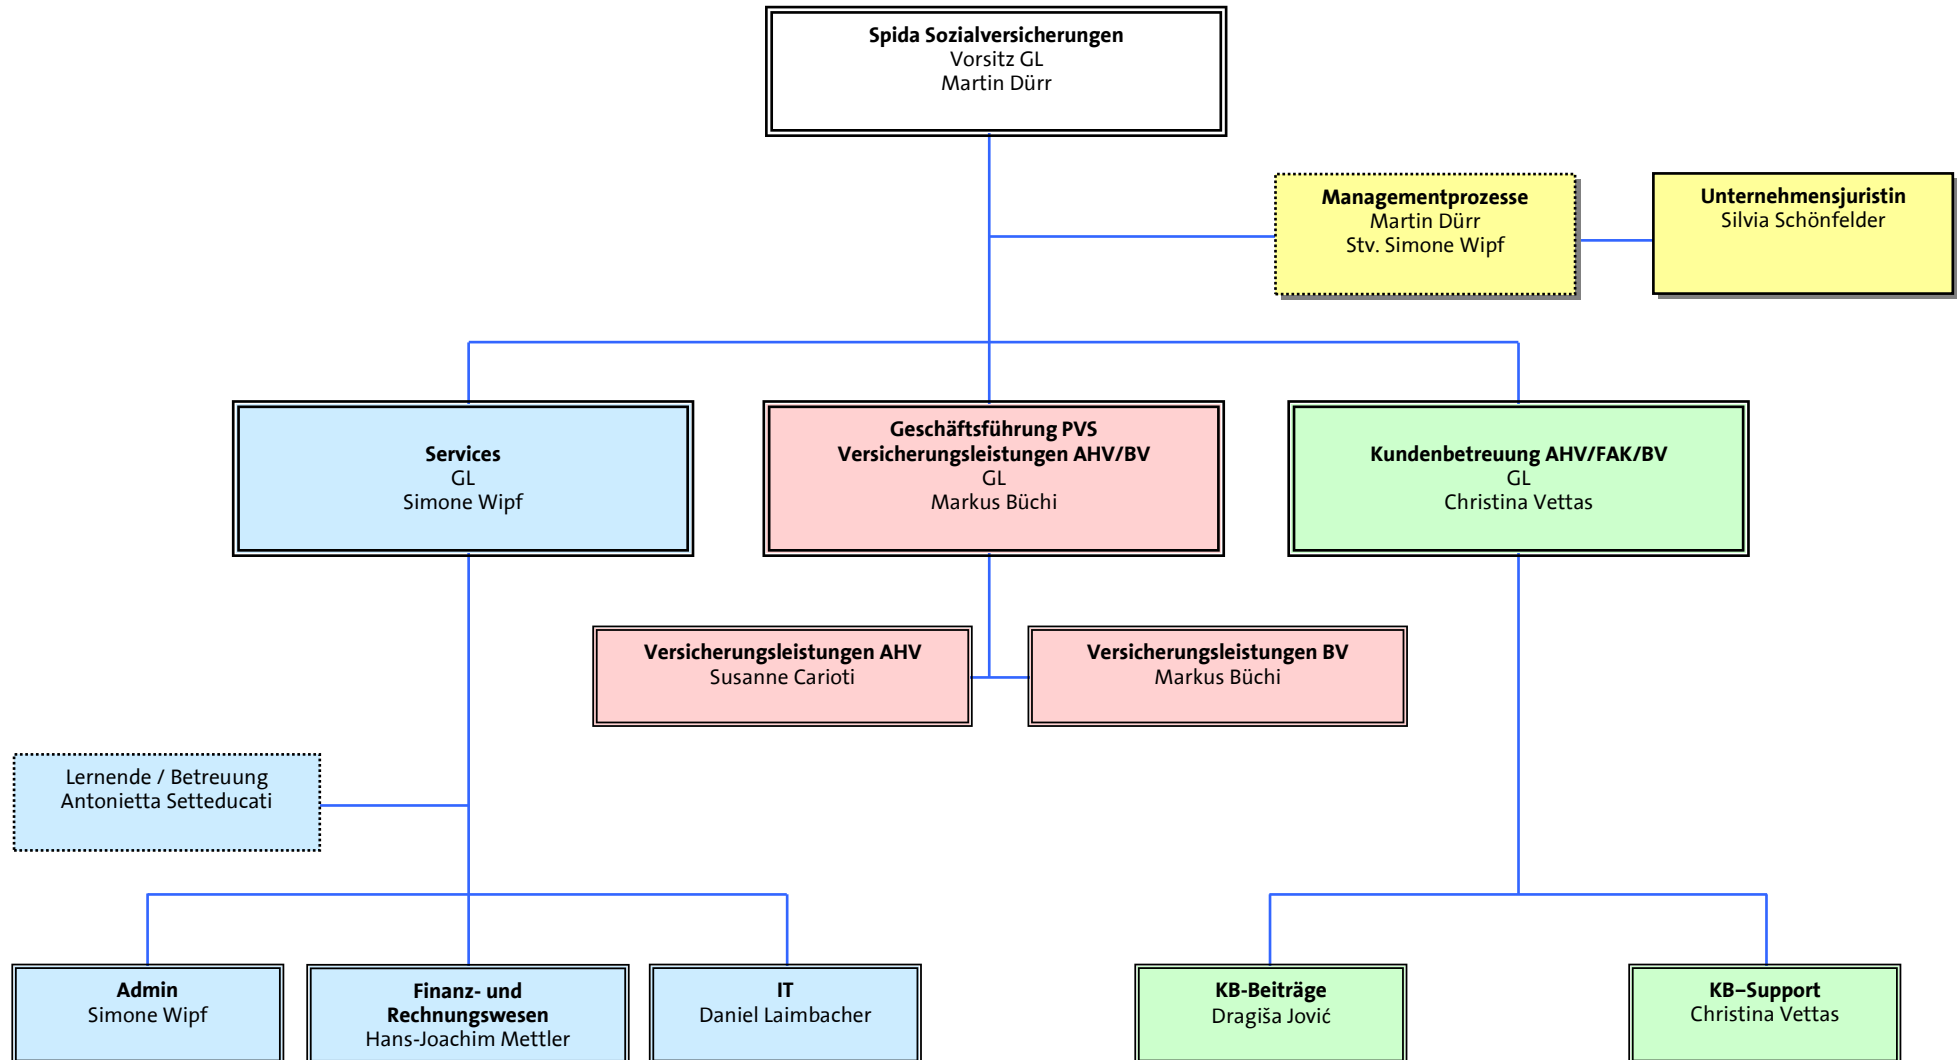 Spida Sozialversicherungen
Vorsitz GL
Martin Dürr
Managementprozesse
Martin Dürr
Stv. Simone Wipf
Unternehmensjuristin
Silvia Schönfelder
Services
GL
Simone Wipf
Geschäftsführung PVS
Versicherungsleistungen AHV/BV
GL
Markus Büchi
Kundenbetreuung AHV/FAK/BV
GL
Christina Vettas
Versicherungsleistungen AHV
Susanne Carioti
Versicherungsleistungen BV
Markus Büchi
Lernende / Betreuung
Antonietta Setteducati
Admin
Simone Wipf
Finanz- und
Rechnungswesen
Hans-Joachim Mettler
IT
Daniel Laimbacher
KB-Beiträge
Dragiša Jović
KB–Support
Christina Vettas